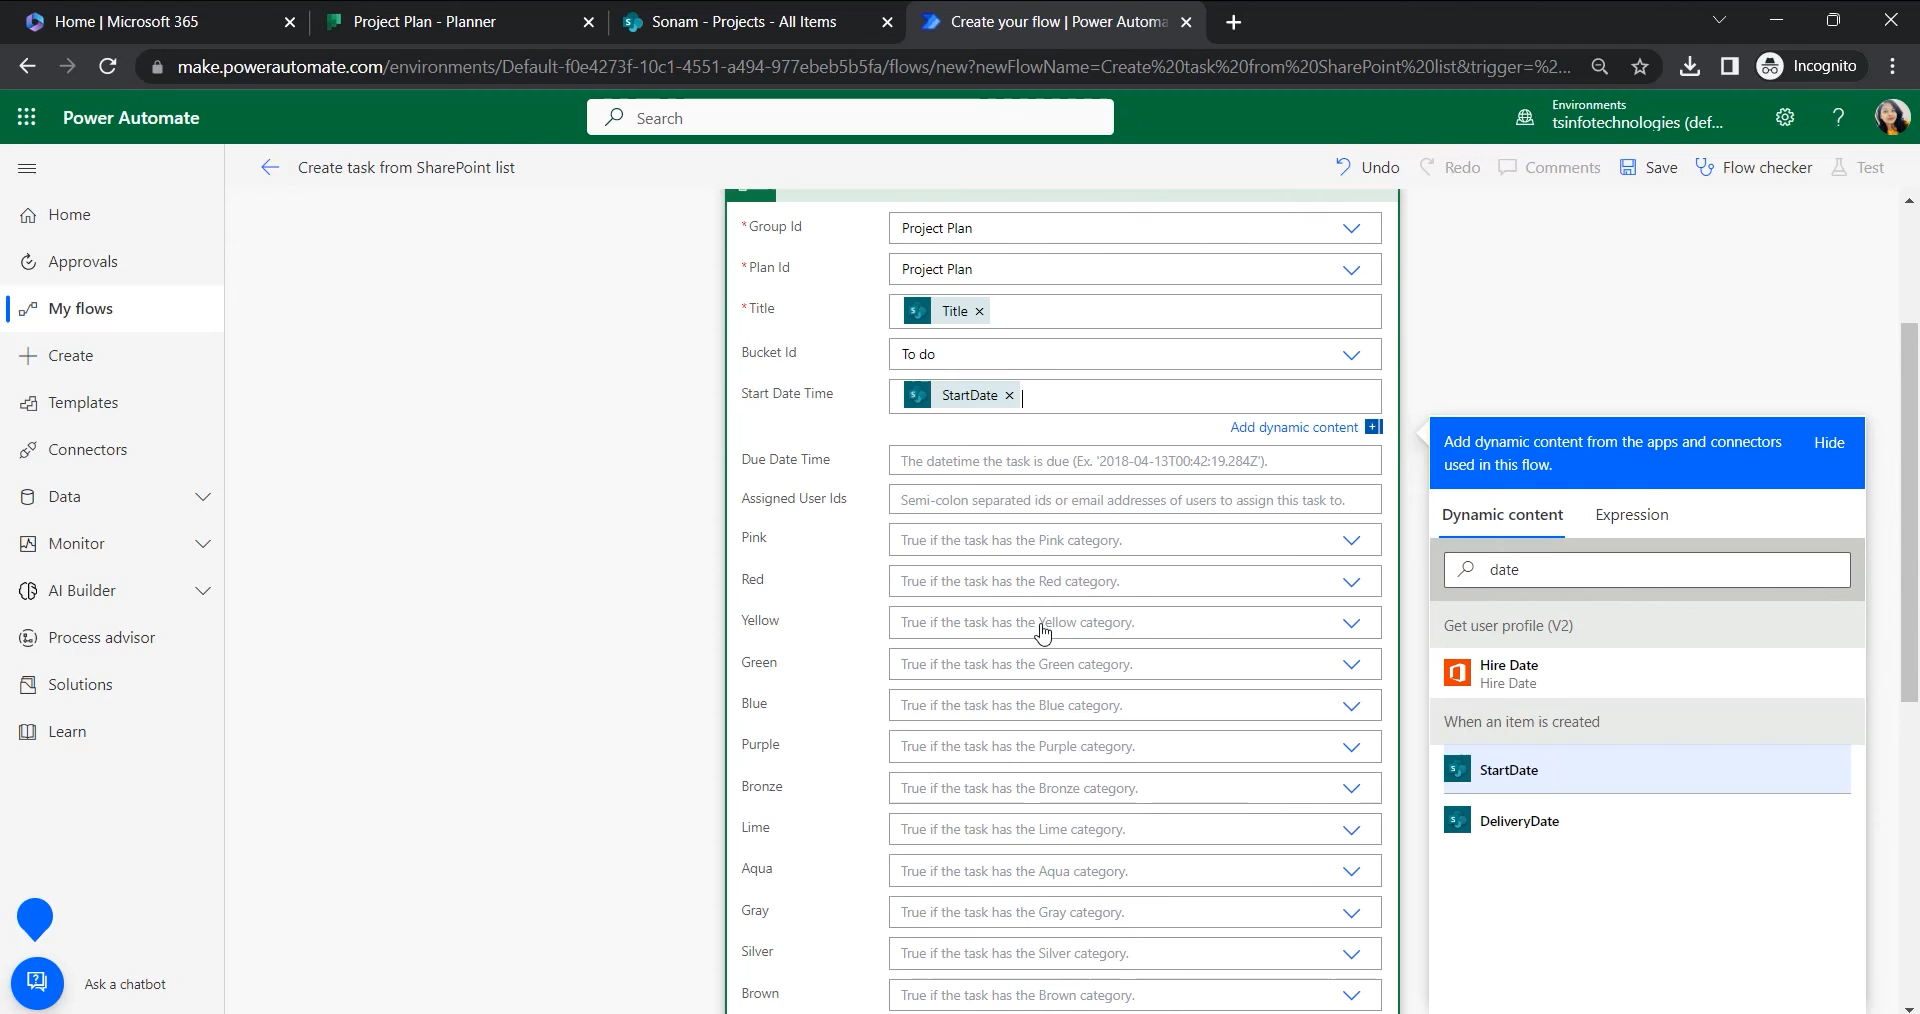 Home | Microsoft 365
Project Plan - Planner
Sonam - Projects - All Items
Create your flow | Power Automa
make.powerautomate.com/environments/Default-f0e4273f-10c1-4551-a494-977ebeb5b5fa/flows/new?newFlowName=Create%20task%20from%20SharePoint%20list&trigger=%2...
Incognito
Power Automate
Search
Environments
tsinfotechnologies (def...
Create task from SharePoint list
Undo
Redo
Comments
Save
Flow checker
Test
Home
Approvals
My flows
Create
Templates
Connectors
Data
Monitor
AI Builder
Process advisor
Solutions
Learn
Ask a chatbot
* Group Id
Project Plan
* Plan Id
Project Plan
* Title
Title ×
Bucket Id
To do
Start Date Time
StartDate ×
Add dynamic content +
Due Date Time
The datetime the task is due (Ex. '2018-04-13T00:42:19.284Z').
Assigned User Ids
Semi-colon separated ids or email addresses of users to assign this task to.
Pink
True if the task has the Pink category.
Red
True if the task has the Red category.
Yellow
True if the task has the Yellow category.
Green
True if the task has the Green category.
Blue
True if the task has the Blue category.
Purple
True if the task has the Purple category.
Bronze
True if the task has the Bronze category.
Lime
True if the task has the Lime category.
Aqua
True if the task has the Aqua category.
Gray
True if the task has the Gray category.
Silver
True if the task has the Silver category.
Brown
True if the task has the Brown category.
Add dynamic content from the apps and connectors
used in this flow.
Hide
Dynamic content
Expression
date
Get user profile (V2)
Hire Date
Hire Date
When an item is created
StartDate
DeliveryDate